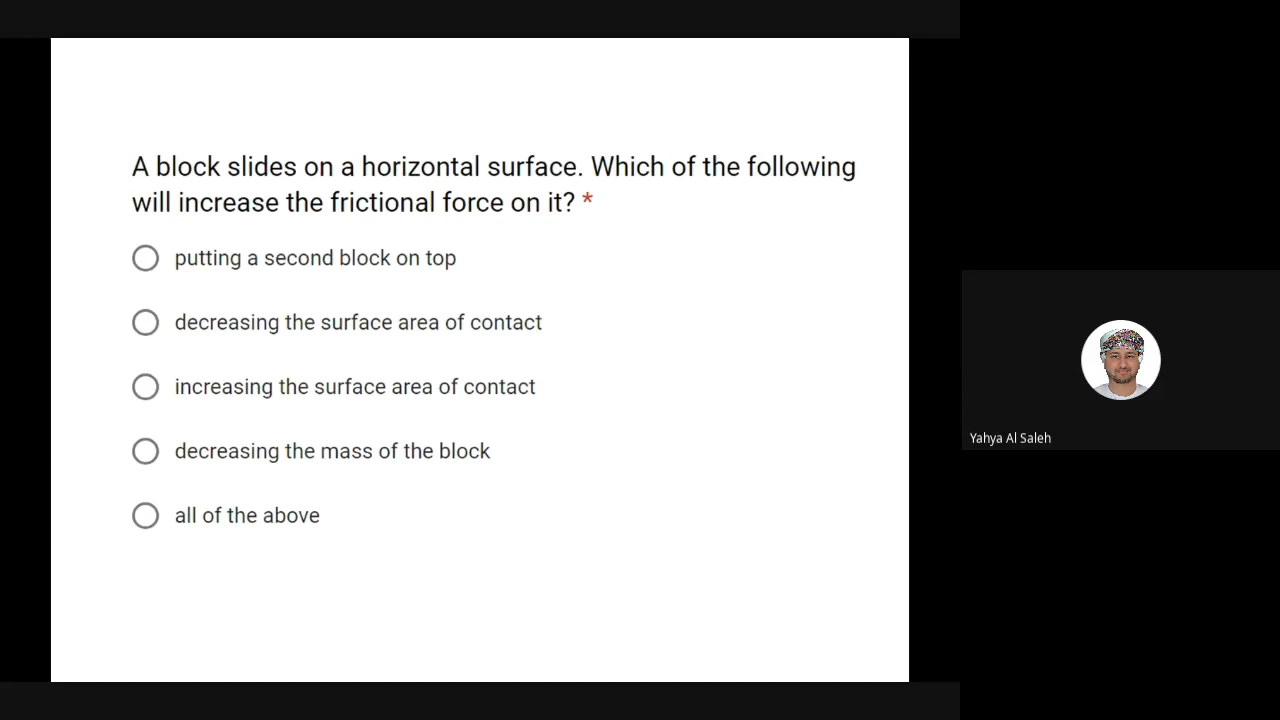 A block slides on a horizontal surface. Which of the following
will increase the frictional force on it? *
putting a second block on top
decreasing the surface area of contact
increasing the surface area of contact
decreasing the mass of the block
all of the above
Yahya Al Saleh